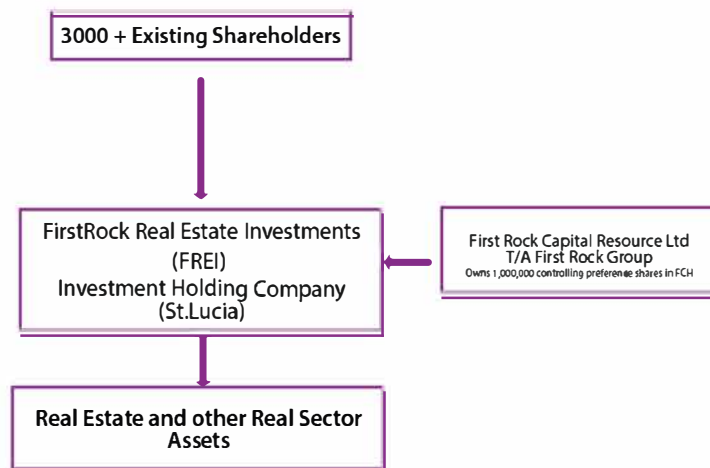 3000 + Existing Shareholders
FirstRock Real Estate Investments
(FREI)
Investment Holding Company
(St.Lucia)
First Rock Capital Resource Ltd
T/A First Rock Group
Owns 1,000,000 controlling preference shares in FCH
Real Estate and other Real Sector
Assets